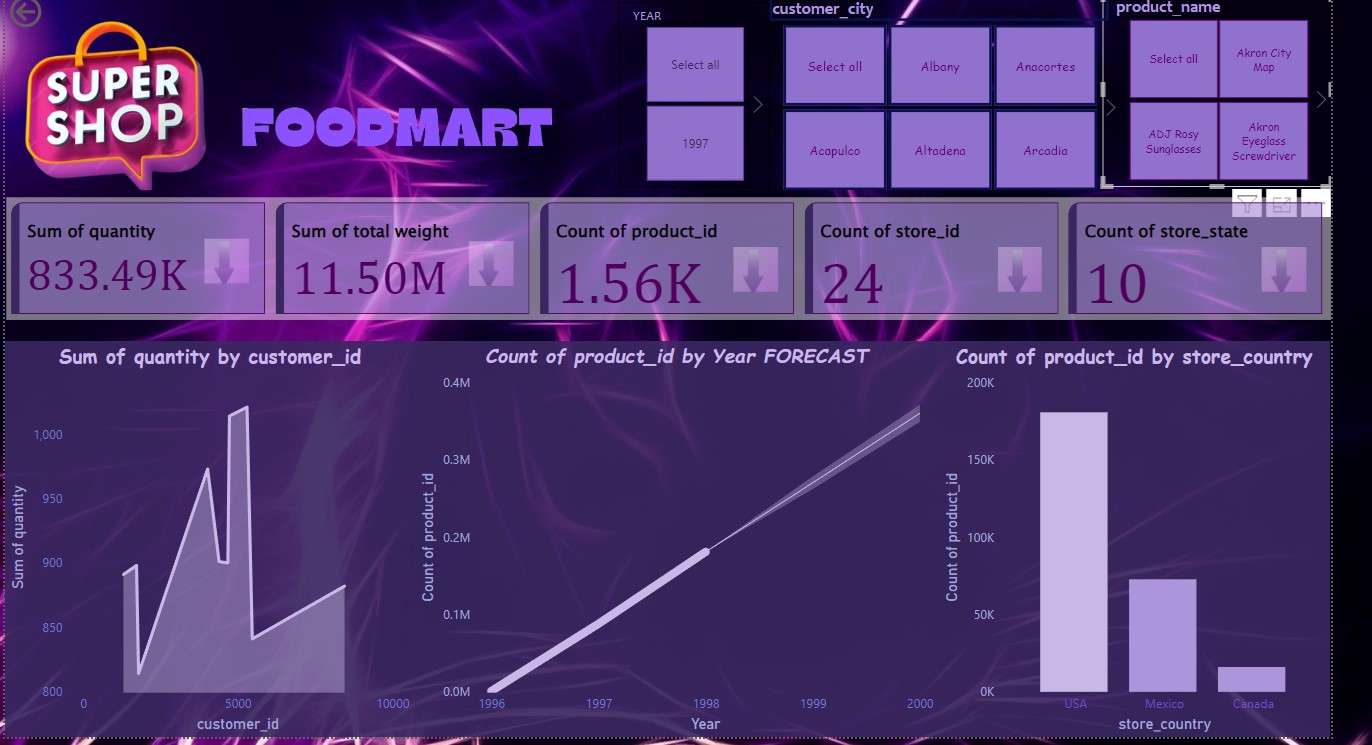 SUPER
SHOP
FOODMART
YEAR
Select all
1997
customer_city
Select all
Albany
Anacortes
Acapulco
Altadena
Arcadia
product_name
Select all
Akron City
Map
ADJ Rosy
Sunglasses
Akron
Eyeglass
Screwdriver
Sum of quantity
833.49K
Sum of total weight
11.50M
Count of product_id
1.56K
Count of store_id
24
Count of store_state
10
Sum of quantity by customer_id
Sum of quantity
1,000
950
900
850
800
0
5000
10000
customer_id
Count of product_id by Year FORECAST
Count of product_id
0.4M
0.3M
0.2M
0.1M
0.0M
1996
1997
1998
1999
2000
Year
Count of product_id by store_country
Count of product_id
200K
150K
100K
50K
0K
USA
Mexico
Canada
store_country